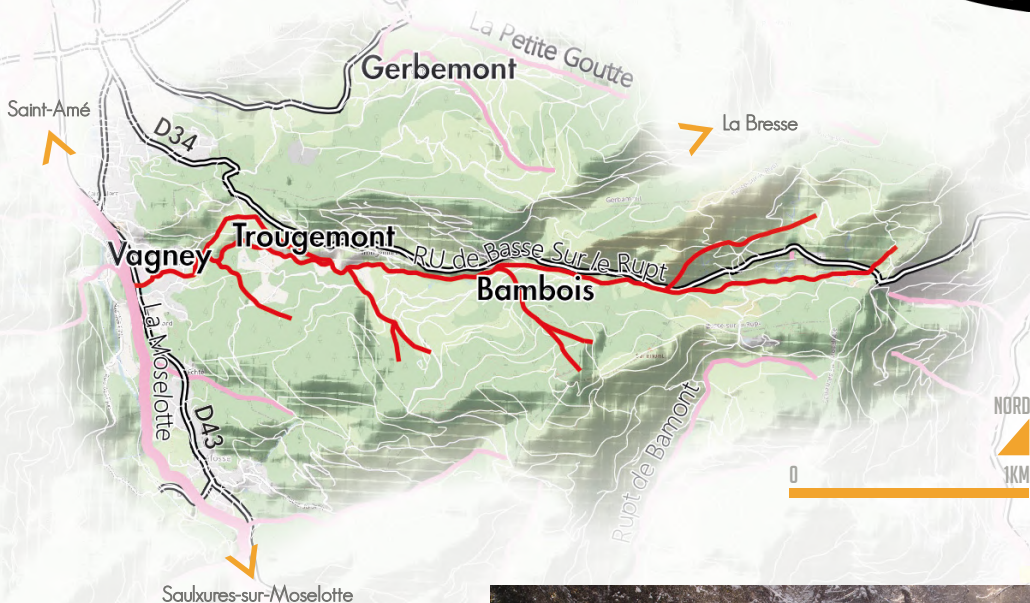 La Petite Goutte
Gerbemont
Saint-Amé
D34
La Bresse
Trougemont
Vagney
RU de Basse Sur le Rupt
Bambois
La Moselotte
D43
Rupt de Bamont
NORD
0 1KM
Saulxures-sur-Moselotte